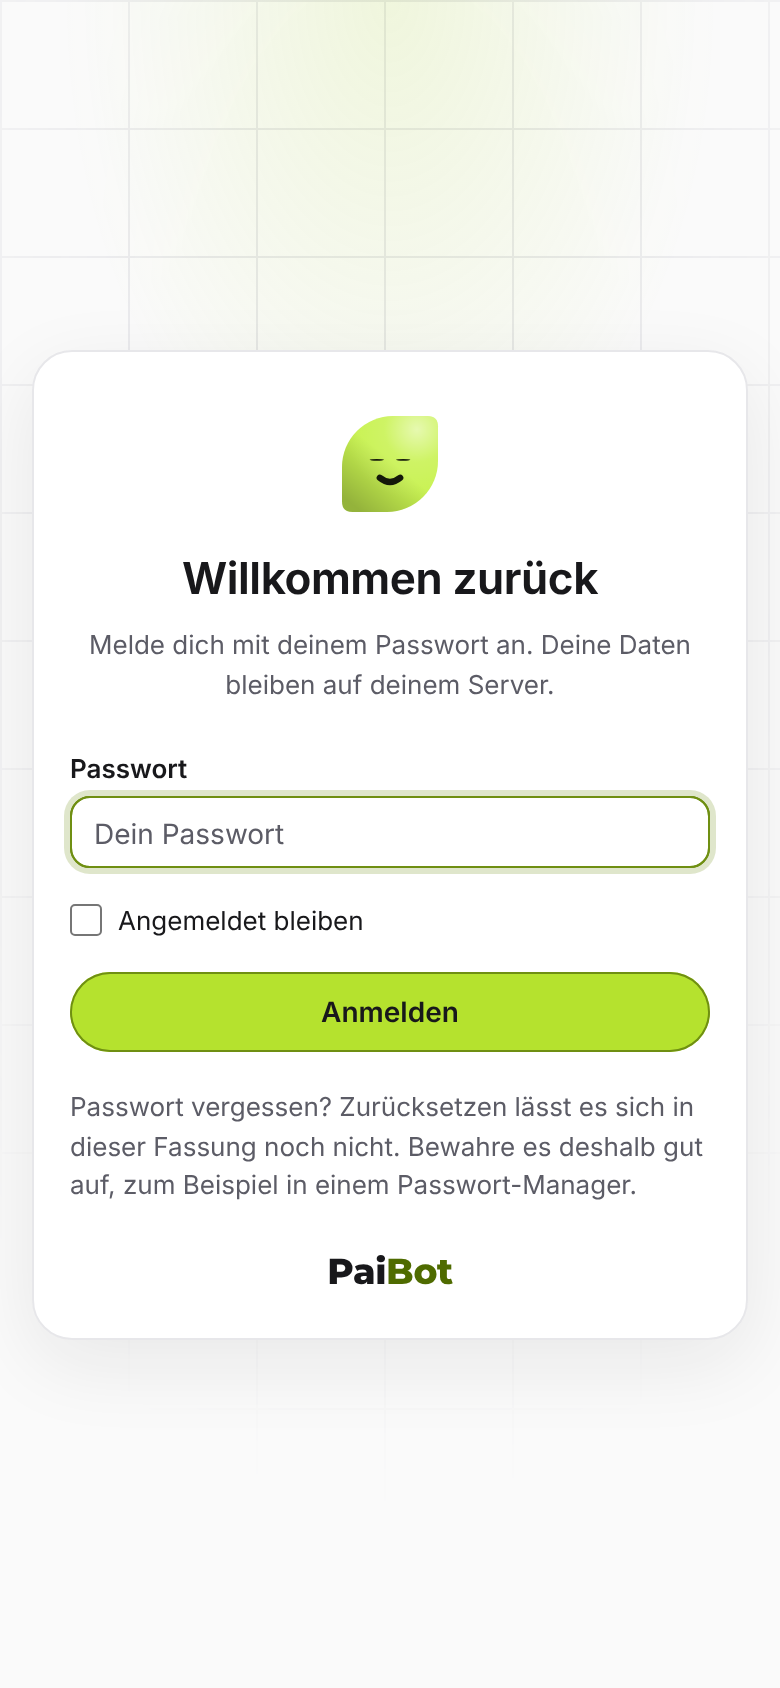 Willkommen zurück
Melde dich mit deinem Passwort an. Deine Daten
bleiben auf deinem Server.
Passwort
Dein Passwort
Angemeldet bleiben
Anmelden
Passwort vergessen? Zurücksetzen lässt es sich in
dieser Fassung noch nicht. Bewahre es deshalb gut
auf, zum Beispiel in einem Passwort-Manager.
PaiBot